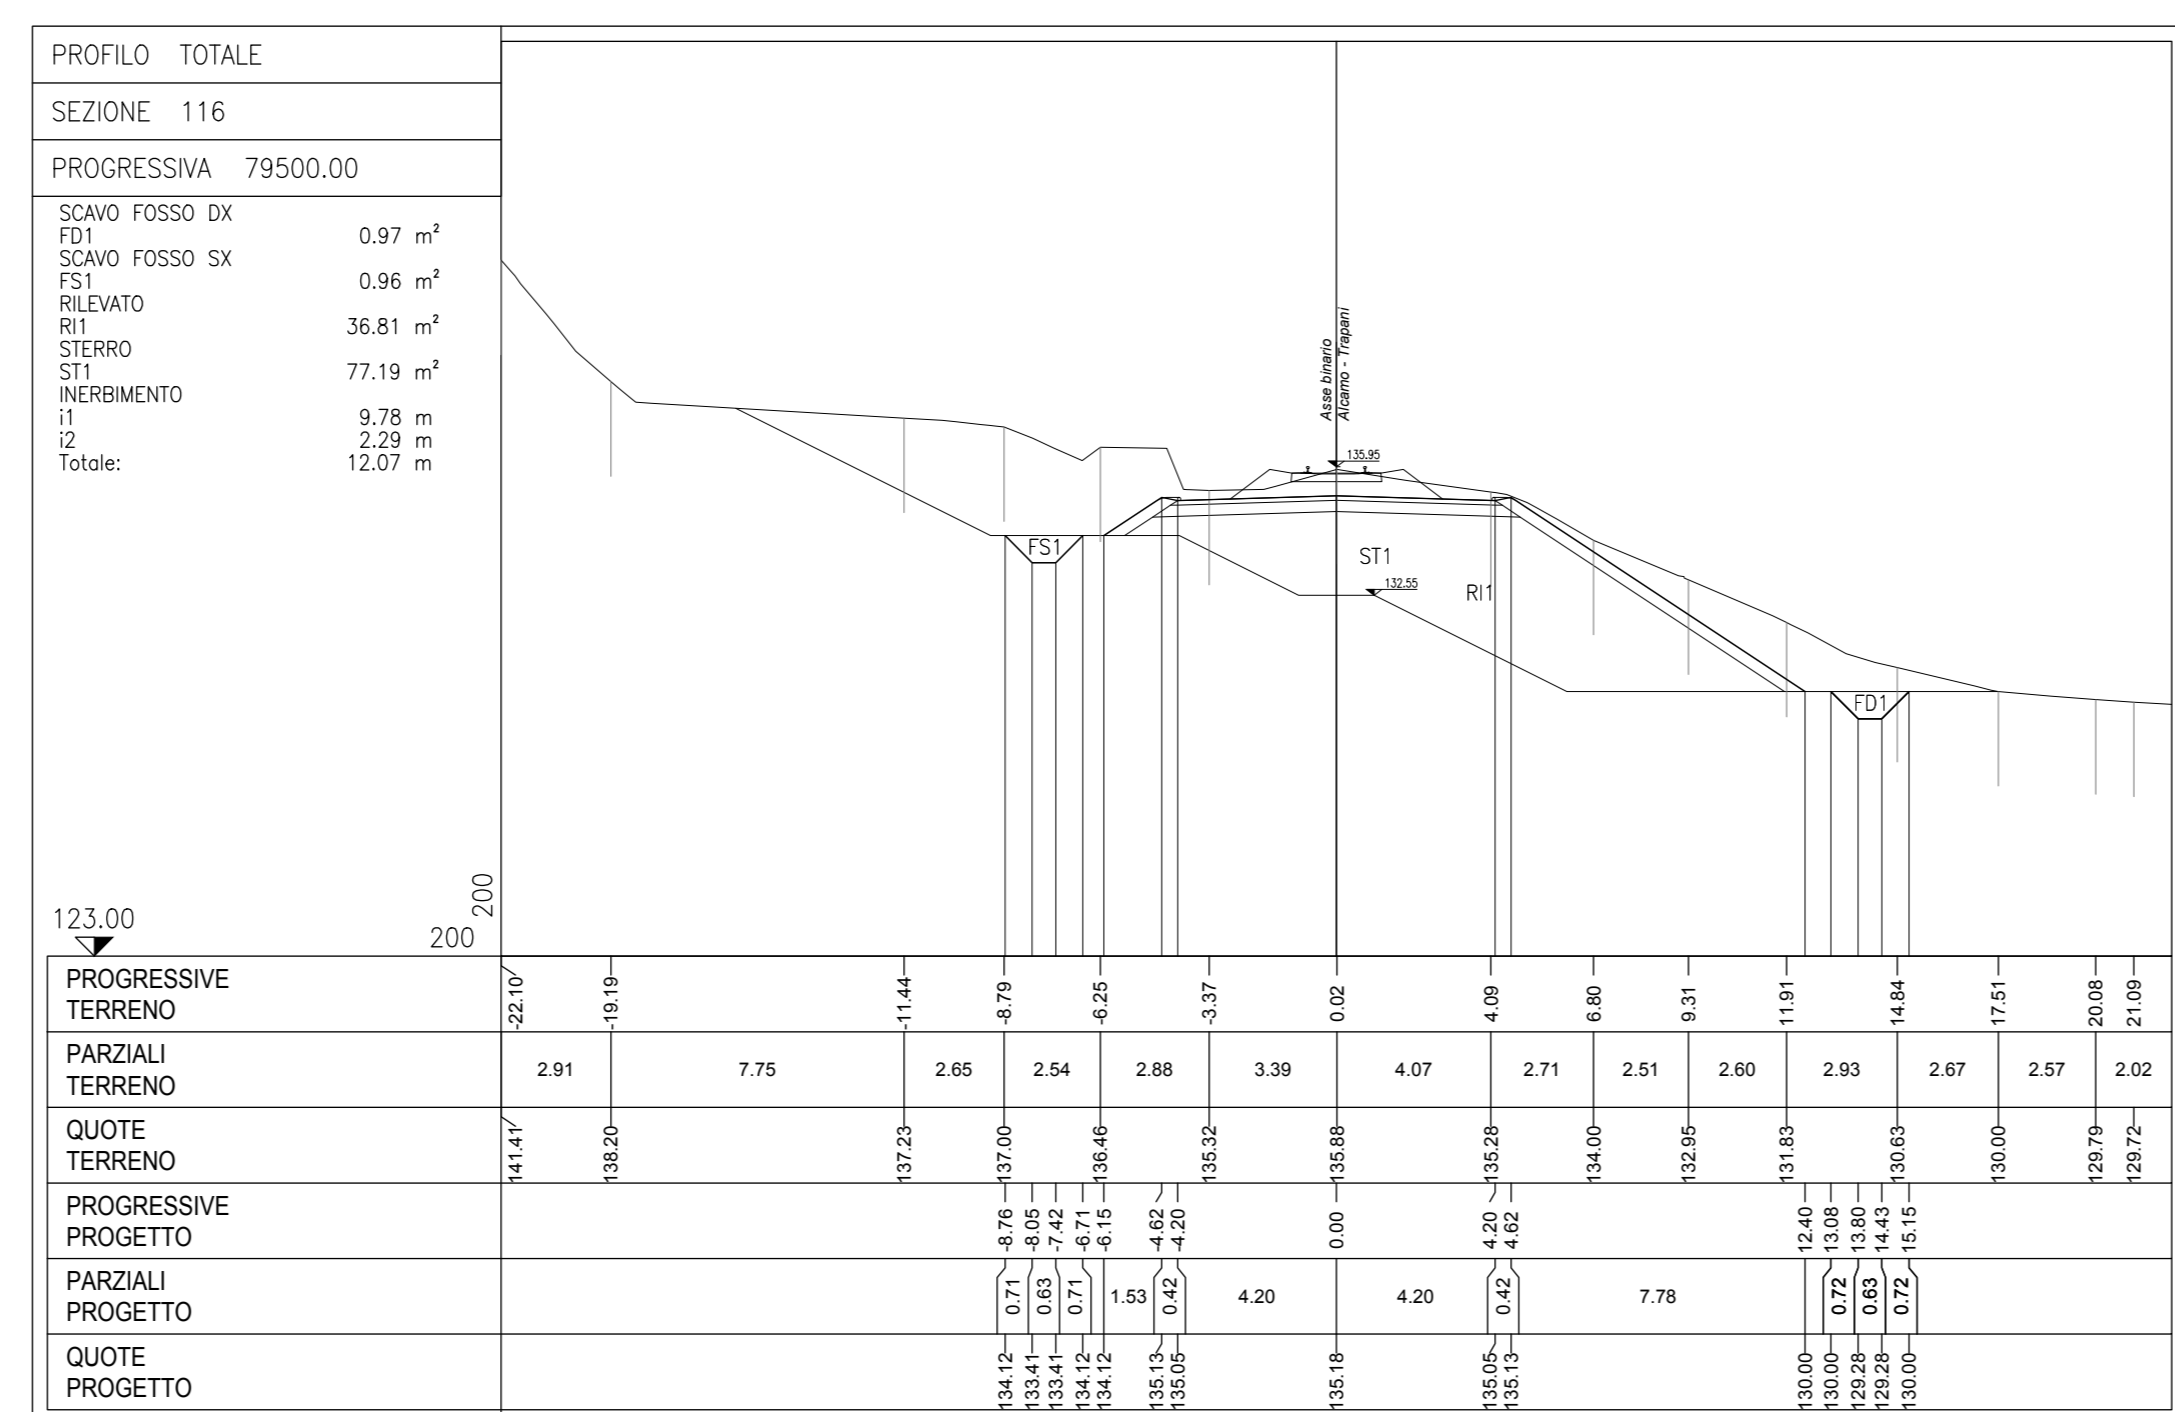 PROFILO TOTALE
SEZIONE 116
PROGRESSIVA 79500.00
SCAVO FOSSO DX
FD1 0.97 m²
SCAVO FOSSO SX
FS1 0.96 m²
RILEVATO
RI1 36.81 m²
STERRO
ST1 77.19 m²
INERBIMENTO
i1 9.78 m
i2 2.29 m
Totale: 12.07 m
Asse binario
Alcamo - Trapani
135.95
FS1
ST1
132.55
RI1
FD1
123.00
200
200
PROGRESSIVE
TERRENO
-22.10 -19.19 -11.44 -8.79 -6.25 -3.37 0.02 4.09 6.80 9.31 11.91 14.84 17.51 20.08 21.09
PARZIALI
TERRENO
2.91 7.75 2.65 2.54 2.88 3.39 4.07 2.71 2.51 2.60 2.93 2.67 2.57 2.02
QUOTE
TERRENO
141.41 138.20 137.23 137.00 136.46 135.32 135.88 135.28 134.00 132.95 131.83 130.63 130.00 129.79 129.72
PROGRESSIVE
PROGETTO
-8.76 -8.05 -7.42 -6.71 -6.15 -4.62 -4.20 0.00 4.20 4.62 12.40 13.08 13.80 14.43 15.15
PARZIALI
PROGETTO
0.71 0.63 0.71 1.53 0.42 4.20 4.20 0.42 7.78 0.72 0.63 0.72
QUOTE
PROGETTO
134.12 133.41 133.41 134.12 134.12 135.13 135.05 135.18 135.05 135.13 130.00 130.00 129.28 129.28 130.00